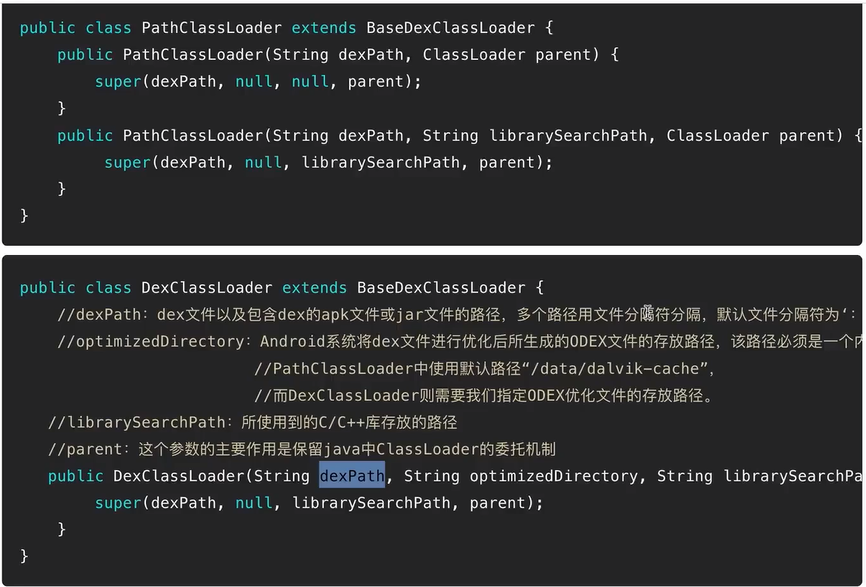 public class PathClassLoader extends BaseDexClassLoader {
public PathClassLoader(String dexPath, ClassLoader parent) {
super(dexPath, null, null, parent);
}
public PathClassLoader(String dexPath, String librarySearchPath, ClassLoader parent) {
super(dexPath, null, librarySearchPath, parent);
}
}
public class DexClassLoader extends BaseDexClassLoader {
//dexPath：dex文件以及包含dex的apk文件或jar文件的路径，多个路径用文件分隔符分隔，默认文件分隔符为‘：
//optimizedDirectory：Android系统将dex文件进行优化后所生成的ODEX文件的存放路径，该路径必须是一个内
//PathClassLoader中使用默认路径“/data/dalvik-cache”，
//而DexClassLoader则需要我们指定ODEX优化文件的存放路径。
//librarySearchPath：所使用到的C/C++库存放的路径
//parent：这个参数的主要作用是保留java中ClassLoader的委托机制
public DexClassLoader(String dexPath, String optimizedDirectory, String librarySearchPa
super(dexPath, null, librarySearchPath, parent);
}
}